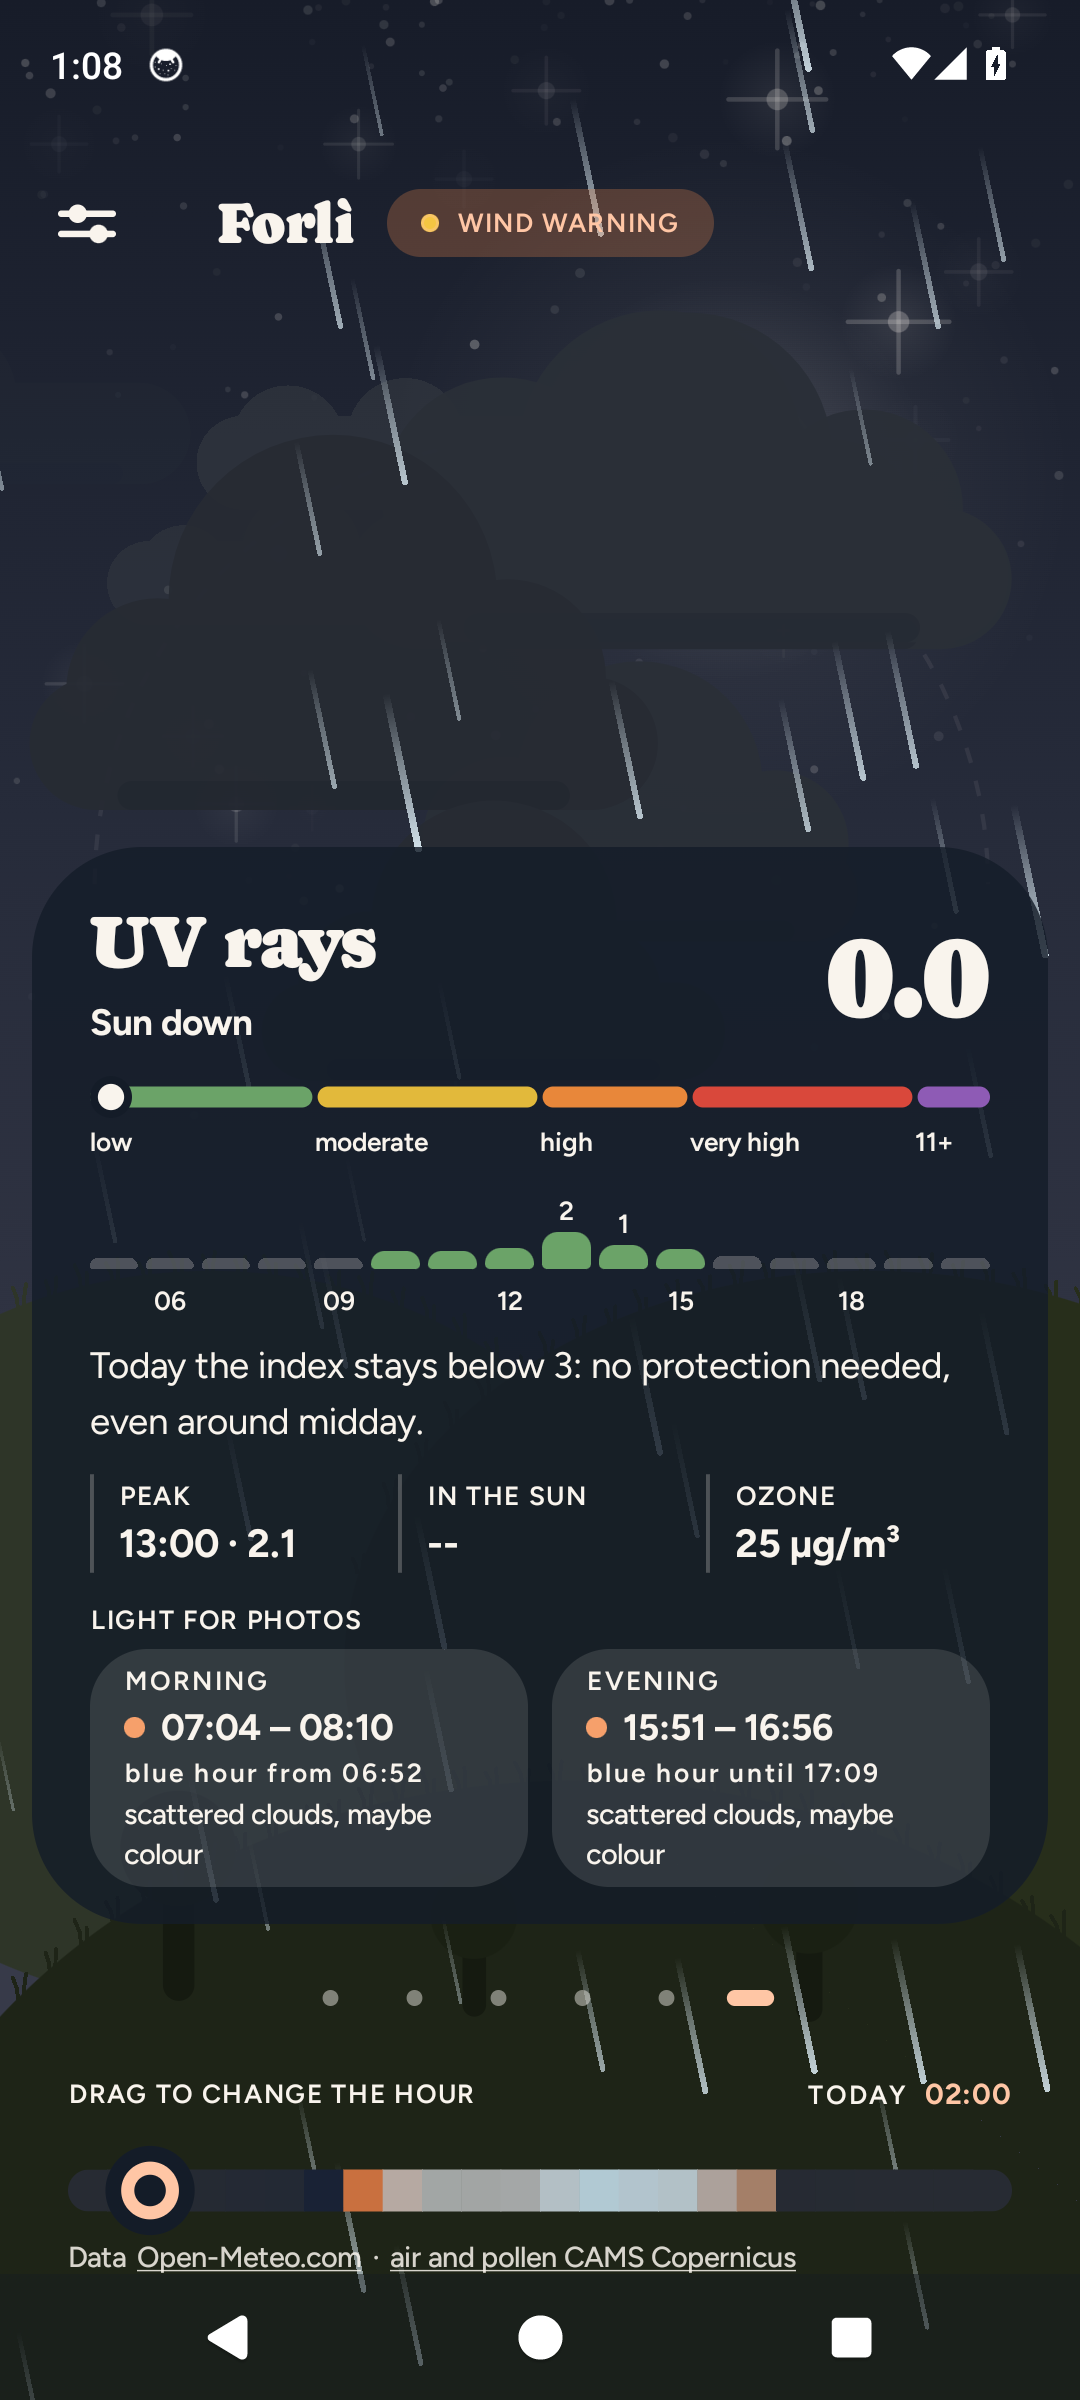 1:08
Forlì
WIND WARNING
UV rays
0.0
Sun down
low moderate high very high 11+
2 1
06 09 12 15 18
Today the index stays below 3: no protection needed,
even around midday.
PEAK IN THE SUN OZONE
13:00 · 2.1 -- 25 µg/m³
LIGHT FOR PHOTOS
MORNING
07:04 – 08:10
blue hour from 06:52
scattered clouds, maybe
colour
EVENING
15:51 – 16:56
blue hour until 17:09
scattered clouds, maybe
colour
DRAG TO CHANGE THE HOUR TODAY 02:00
Data Open-Meteo.com · air and pollen CAMS Copernicus